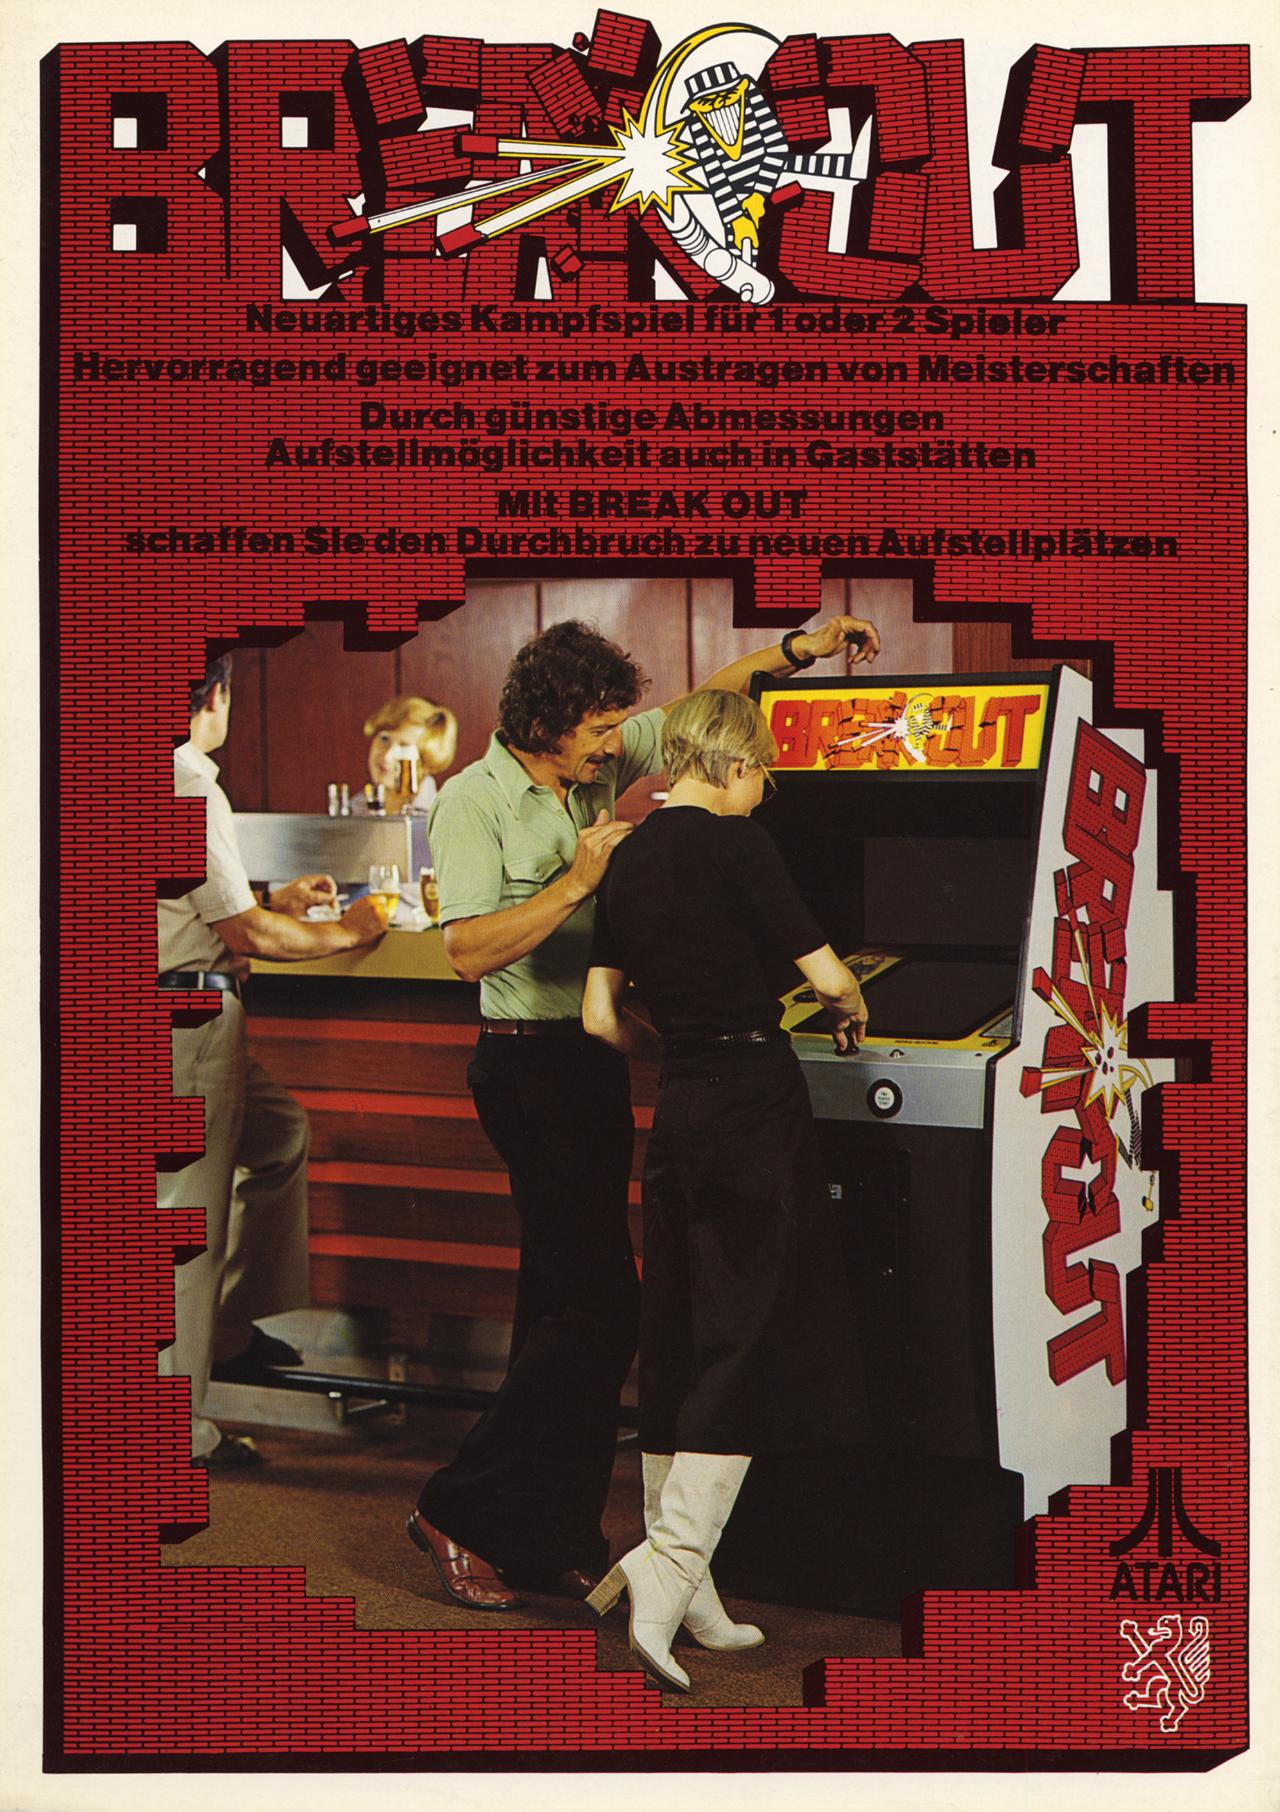 BREAKOUT
Neuartiges Kampfspiel für 1 oder 2 Spieler
Hervorragend geeignet zum Austragen von Meisterschaften
Durch günstige Abmessungen
Aufstellmöglichkeit auch in Gaststätten
Mit BREAK OUT
schaffen Sie den Durchbruch zu neuen Aufstellplätzen
BREAKOUT
BREAKOUT
ATARI